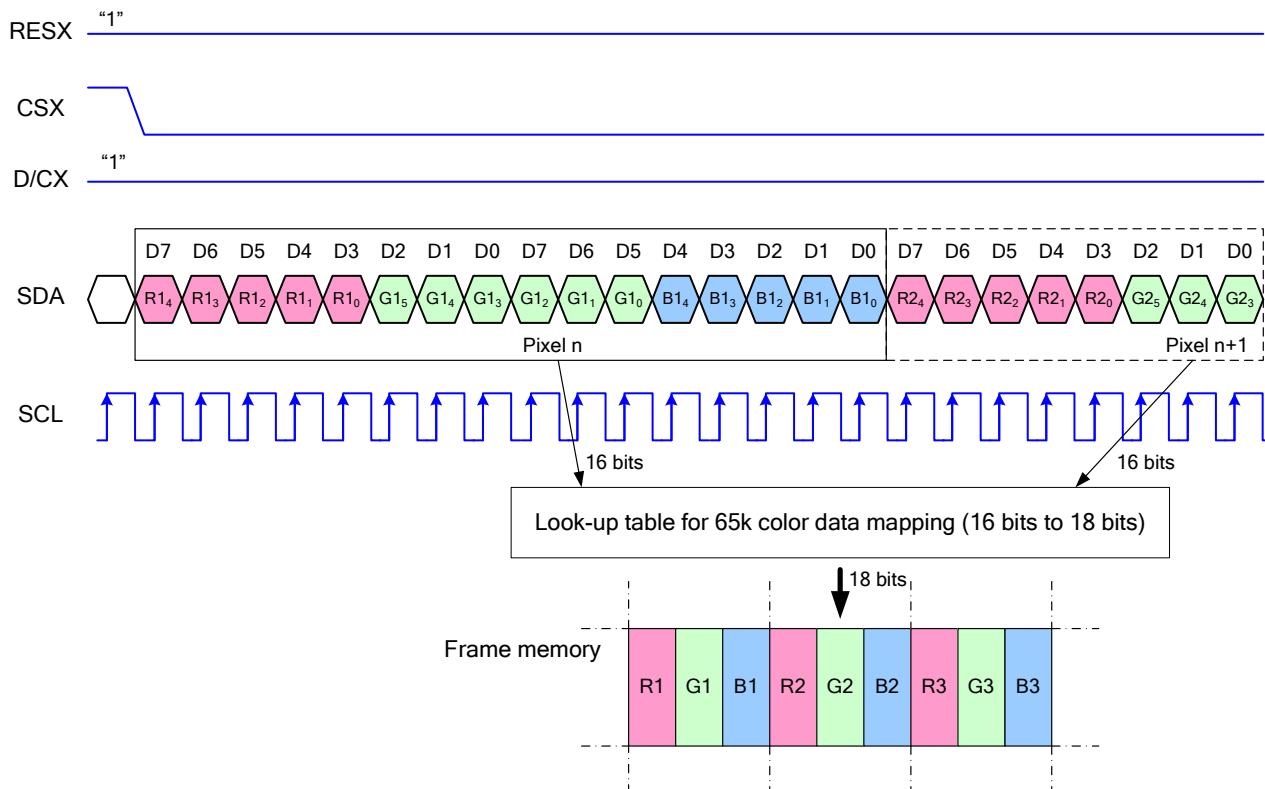 RESX “1”
CSX
D/CX “1”
D7 D6 D5 D4 D3 D2 D1 D0 D7 D6 D5 D4 D3 D2 D1 D0 D7 D6 D5 D4 D3 D2 D1 D0
SDA R1₄ R1₃ R1₂ R1₁ R1₀ G1₅ G1₄ G1₃ G1₂ G1₁ G1₀ B1₄ B1₃ B1₂ B1₁ B1₀ R2₄ R2₃ R2₂ R2₁ R2₀ G2₅ G2₄ G2₃
Pixel n Pixel n+1
SCL
16 bits 16 bits
Look-up table for 65k color data mapping (16 bits to 18 bits)
18 bits
Frame memory
R1 G1 B1 R2 G2 B2 R3 G3 B3